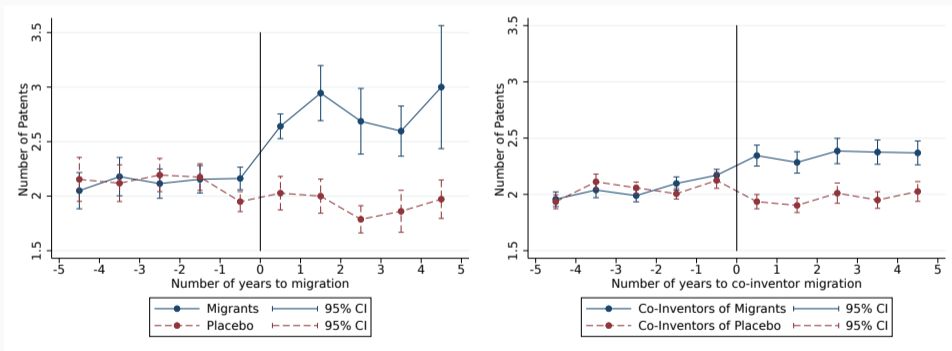 Number of Patents
3.5
3
2.5
2
1.5
-5 -4 -3 -2 -1 0 1 2 3 4 5
Number of years to migration
Migrants 95% CI
Placebo 95% CI
Number of Patents
3.5
3
2.5
2
1.5
-5 -4 -3 -2 -1 0 1 2 3 4 5
Number of years to co-inventor migration
Co-Inventors of Migrants 95% CI
Co-Inventors of Placebo 95% CI